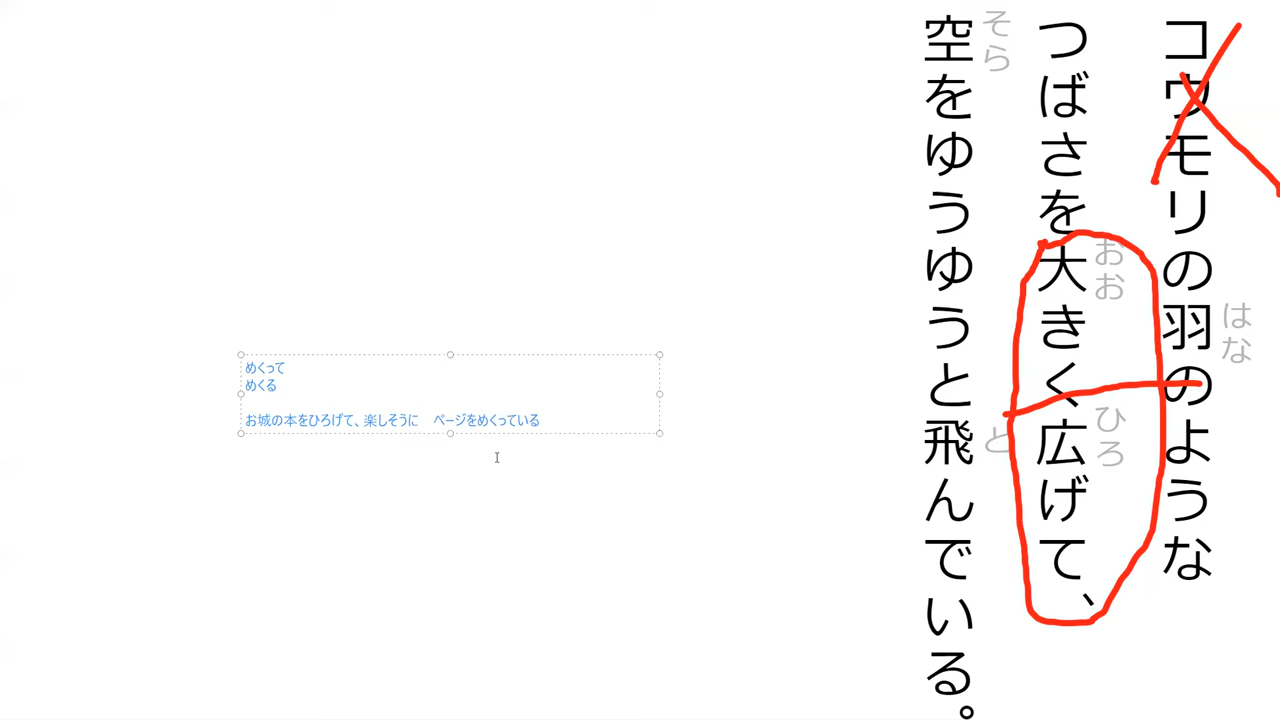 コウモリの羽のような
はな
つばさを大きく広げて、
おお
ひろ
空をゆうゆうと飛んでいる。
そら
と
めくって
めくる
お城の本をひろげて、楽しそうに　ページをめくっている